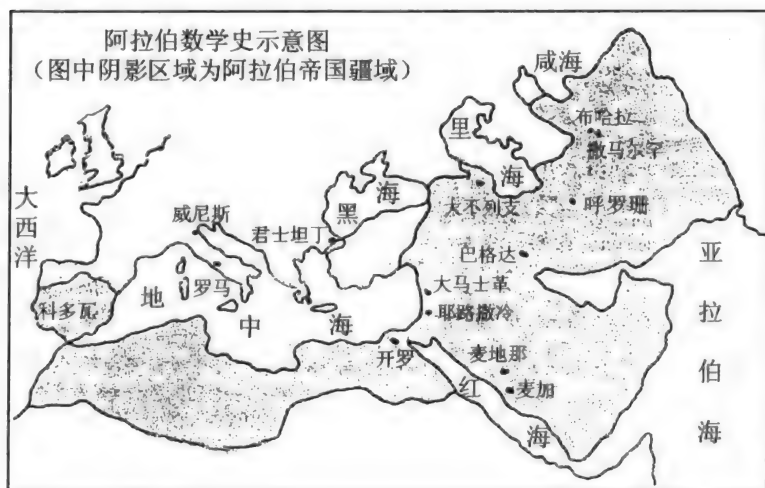 阿拉伯数学史示意图
（图中阴影区域为阿拉伯帝国疆域）
咸海
布哈拉
撒马尔罕
里海
大不列支
呼罗珊
黑海
大西洋
威尼斯
君士坦丁
巴格达
亚拉伯海
科多瓦
地中海
罗马
大马士革
耶路撒冷
开罗
麦地那
麦加
红海